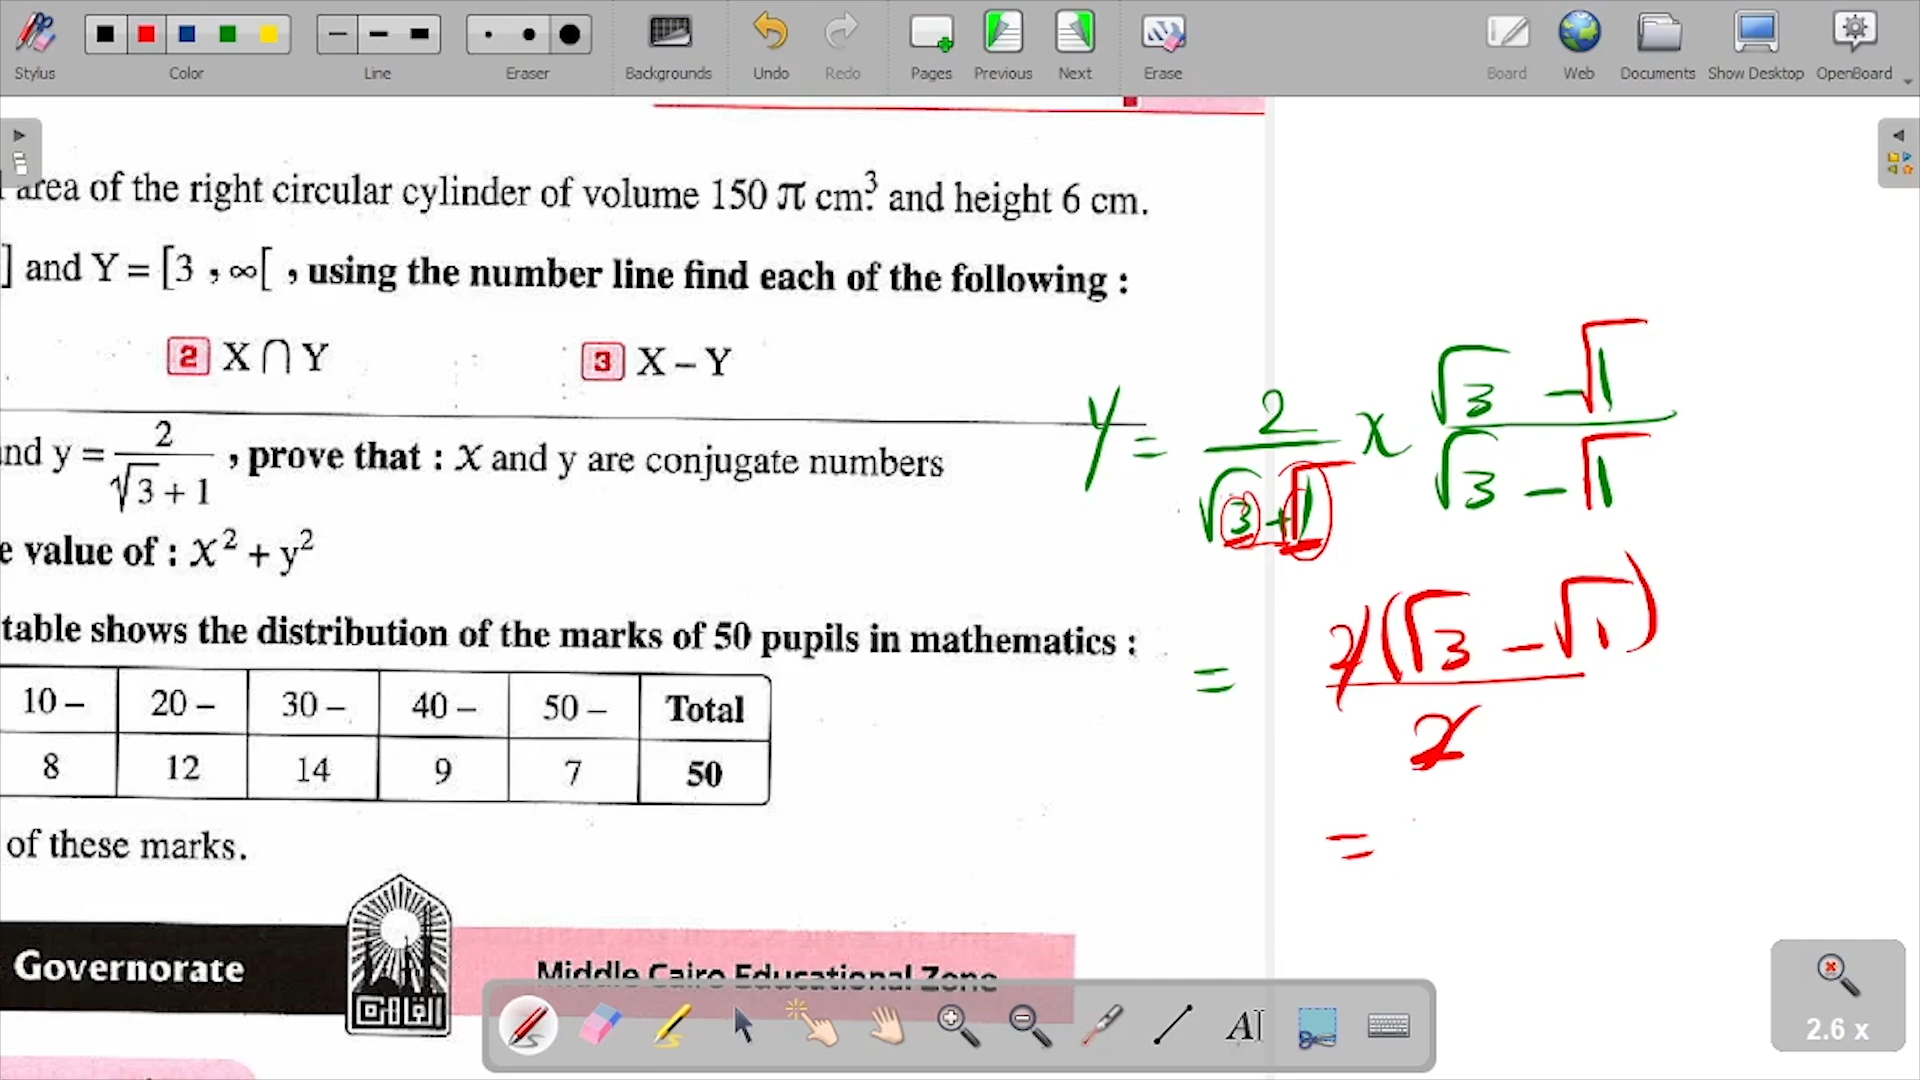 Stylus Color Line Eraser Backgrounds Undo Redo Pages Previous Next Erase Board Web Documents Show Desktop OpenBoard
area of the right circular cylinder of volume 150 π cm.³ and height 6 cm.
] and Y = [3 , ∞[ , using the number line find each of the following :
2 X ∩ Y 3 X – Y
nd y = 2/(√3 + 1) , prove that : x and y are conjugate numbers
e value of : x² + y²
table shows the distribution of the marks of 50 pupils in mathematics :
10 – 20 – 30 – 40 – 50 – Total
8 12 14 9 7 50
of these marks.
Governorate
القاهرة
Middle Cairo Educational Zone
y = 2/(√3 + √1) x (√3 – √1)/(√3 – √1)
= 2(√3 – √1)/2
=
2.6 x